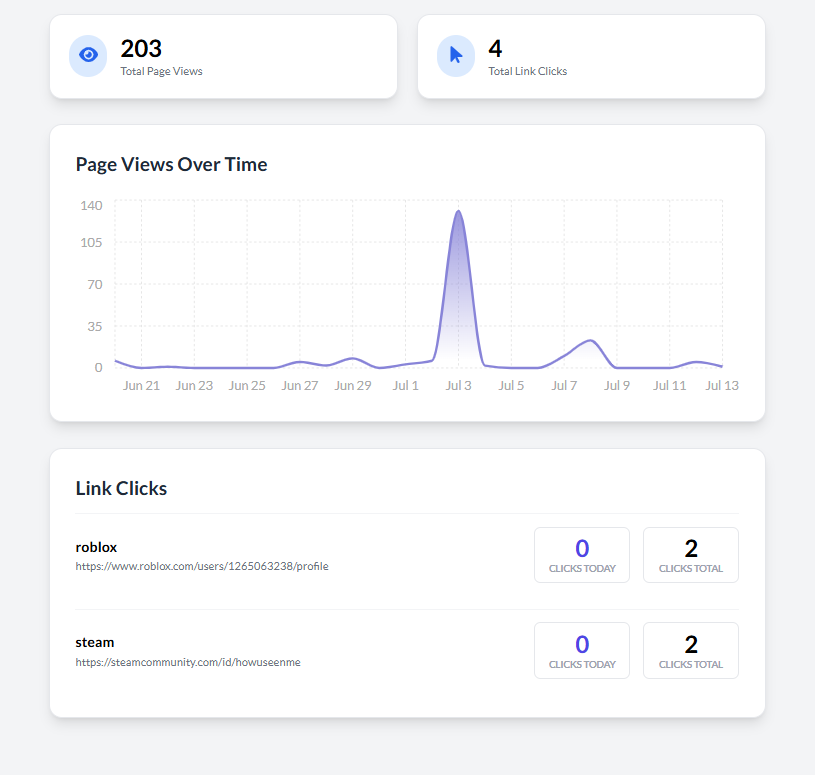 203
Total Page Views
4
Total Link Clicks
Page Views Over Time
140
105
70
35
0
Jun 21 Jun 23 Jun 25 Jun 27 Jun 29 Jul 1 Jul 3 Jul 5 Jul 7 Jul 9 Jul 11 Jul 13
Link Clicks
roblox
https://www.roblox.com/users/1265063238/profile
0
CLICKS TODAY
2
CLICKS TOTAL
steam
https://steamcommunity.com/id/howuseenme
0
CLICKS TODAY
2
CLICKS TOTAL